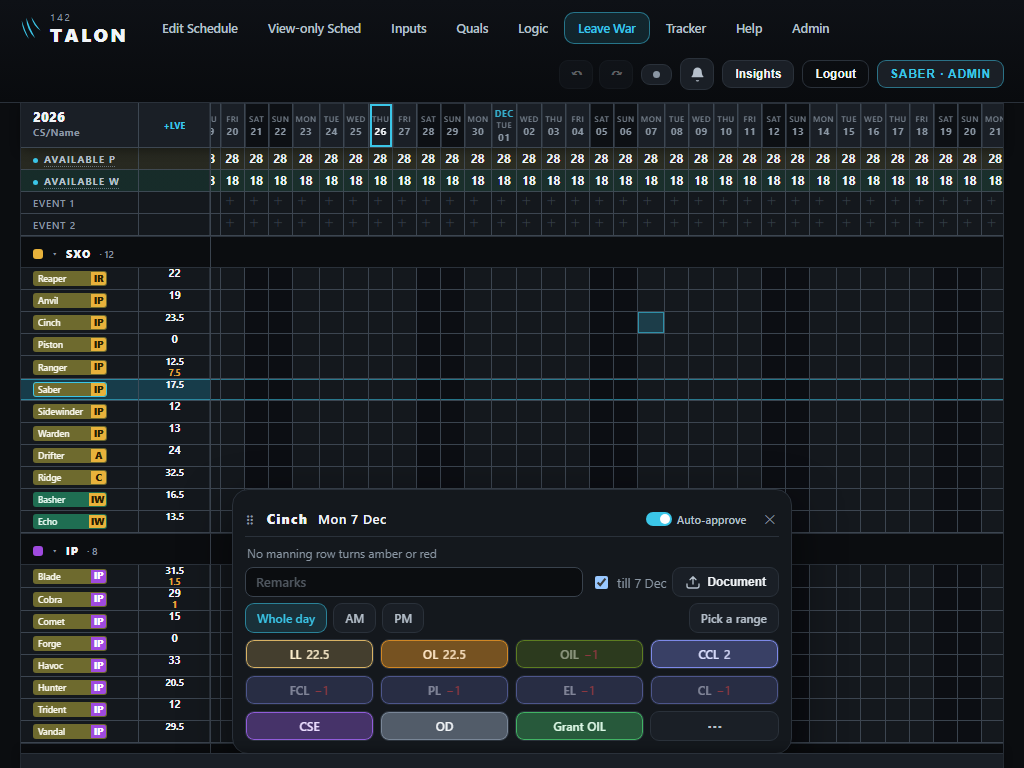 142
TALON
Edit Schedule View-only Sched Inputs Quals Logic Leave War Tracker Help Admin
Insights Logout SABER · ADMIN
2026
CS/Name
+LVE
FRI 20 SAT 21 SUN 22 MON 23 TUE 24 WED 25 THU 26 FRI 27 SAT 28 SUN 29 MON 30 DEC TUE 01 WED 02 THU 03 FRI 04 SAT 05 SUN 06 MON 07 TUE 08 WED 09 THU 10 FRI 11 SAT 12 SUN 13 MON 14 TUE 15 WED 16 THU 17 FRI 18 SAT 19 SUN 20 MON 21
AVAILABLE P 28 28 28 28 28 28 28 28 28 28 28 28 28 28 28 28 28 28 28 28 28 28 28 28 28 28 28 28 28 28 28 28
AVAILABLE W 18 18 18 18 18 18 18 18 18 18 18 18 18 18 18 18 18 18 18 18 18 18 18 18 18 18 18 18 18 18 18 18
EVENT 1 + + + + + + + + + + + + + + + + + + + + + + + + + + + + + + + +
EVENT 2 + + + + + + + + + + + + + + + + + + + + + + + + + + + + + + + +
SXO · 12
Reaper IR 22
Anvil IP 19
Cinch IP 23.5
Piston IP 0
Ranger IP 12.5
7.5
Saber IP 17.5
Sidewinder IP 12
Warden IP 13
Drifter A 24
Ridge C 32.5
Basher IW 16.5
Echo IW 13.5
IP · 8
Blade IP 31.5
1.5
Cobra IP 29
1
Comet IP 15
Forge IP 0
Havoc IP 33
Hunter IP 20.5
Trident IP 12
Vandal IP 29.5
Cinch Mon 7 Dec Auto-approve
No manning row turns amber or red
Remarks till 7 Dec Document
Whole day AM PM Pick a range
LL 22.5 OL 22.5 OIL −1 CCL 2
FCL −1 PL −1 EL −1 CL −1
CSE OD Grant OIL ---